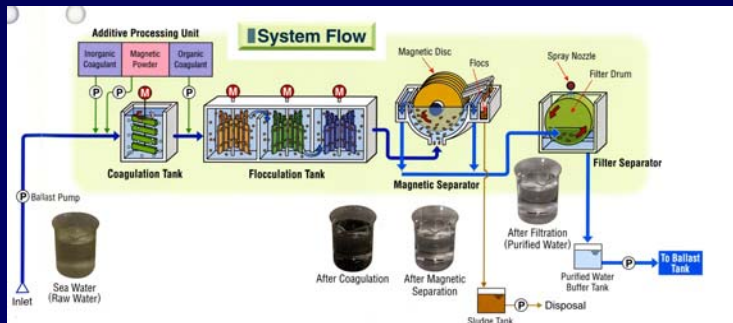 System Flow
Additive Processing Unit
Inorganic
Coagulant
Magnetic
Powder
Organic
Coagulant
P
P
P
M
M
M
M
Coagulation Tank
Flocculation Tank
Magnetic Disc
Flocs
Magnetic Separator
Spray Nozzle
Filter Drum
Filter Separator
P
Ballast Pump
Inlet
Sea Water
(Raw Water)
After Coagulation
After Magnetic
Separation
After Filtration
(Purified Water)
Purified Water
Buffer Tank
P
To Ballast
Tank
Sludge Tank
P
Disposal